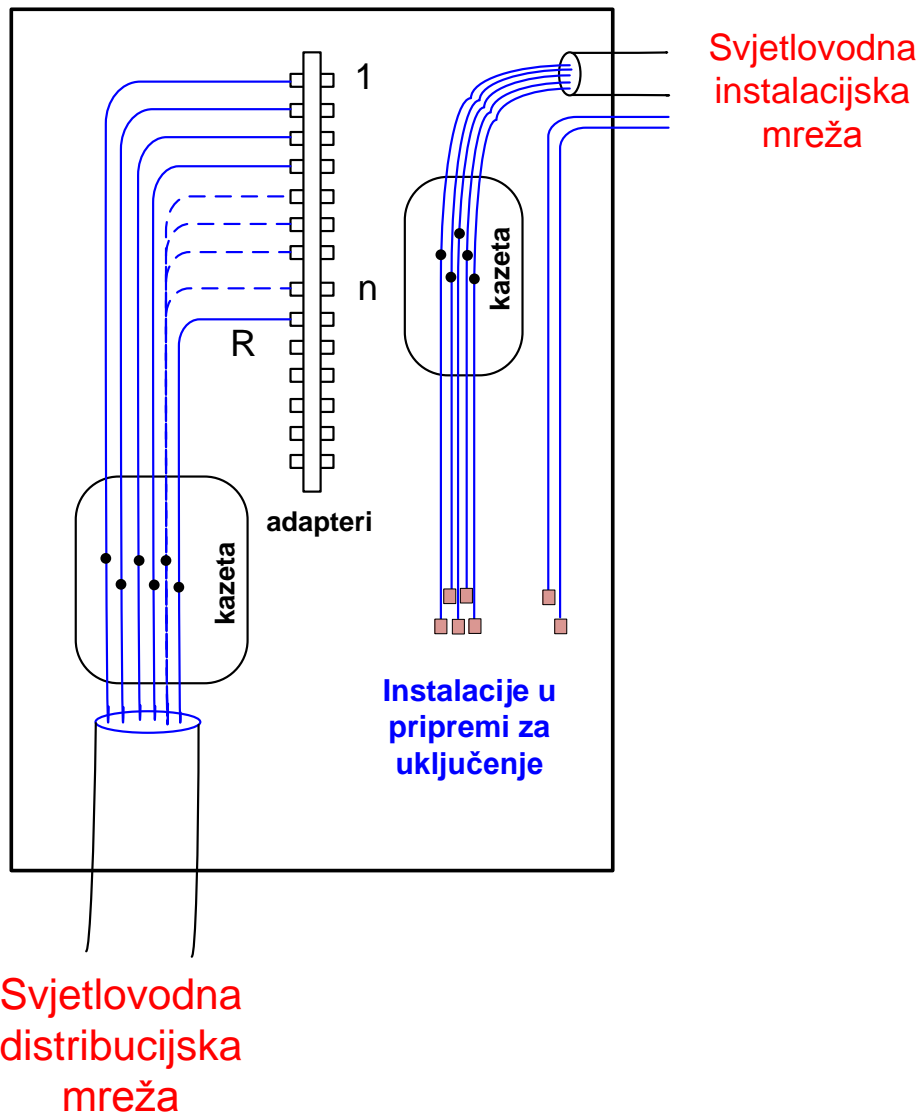 1
Svjetlovodna
instalacijska
mreža
kazeta
n
R
adapteri
kazeta
Instalacije u
pripremi za
uključenje
Svjetlovodna
distribucijska
mreža